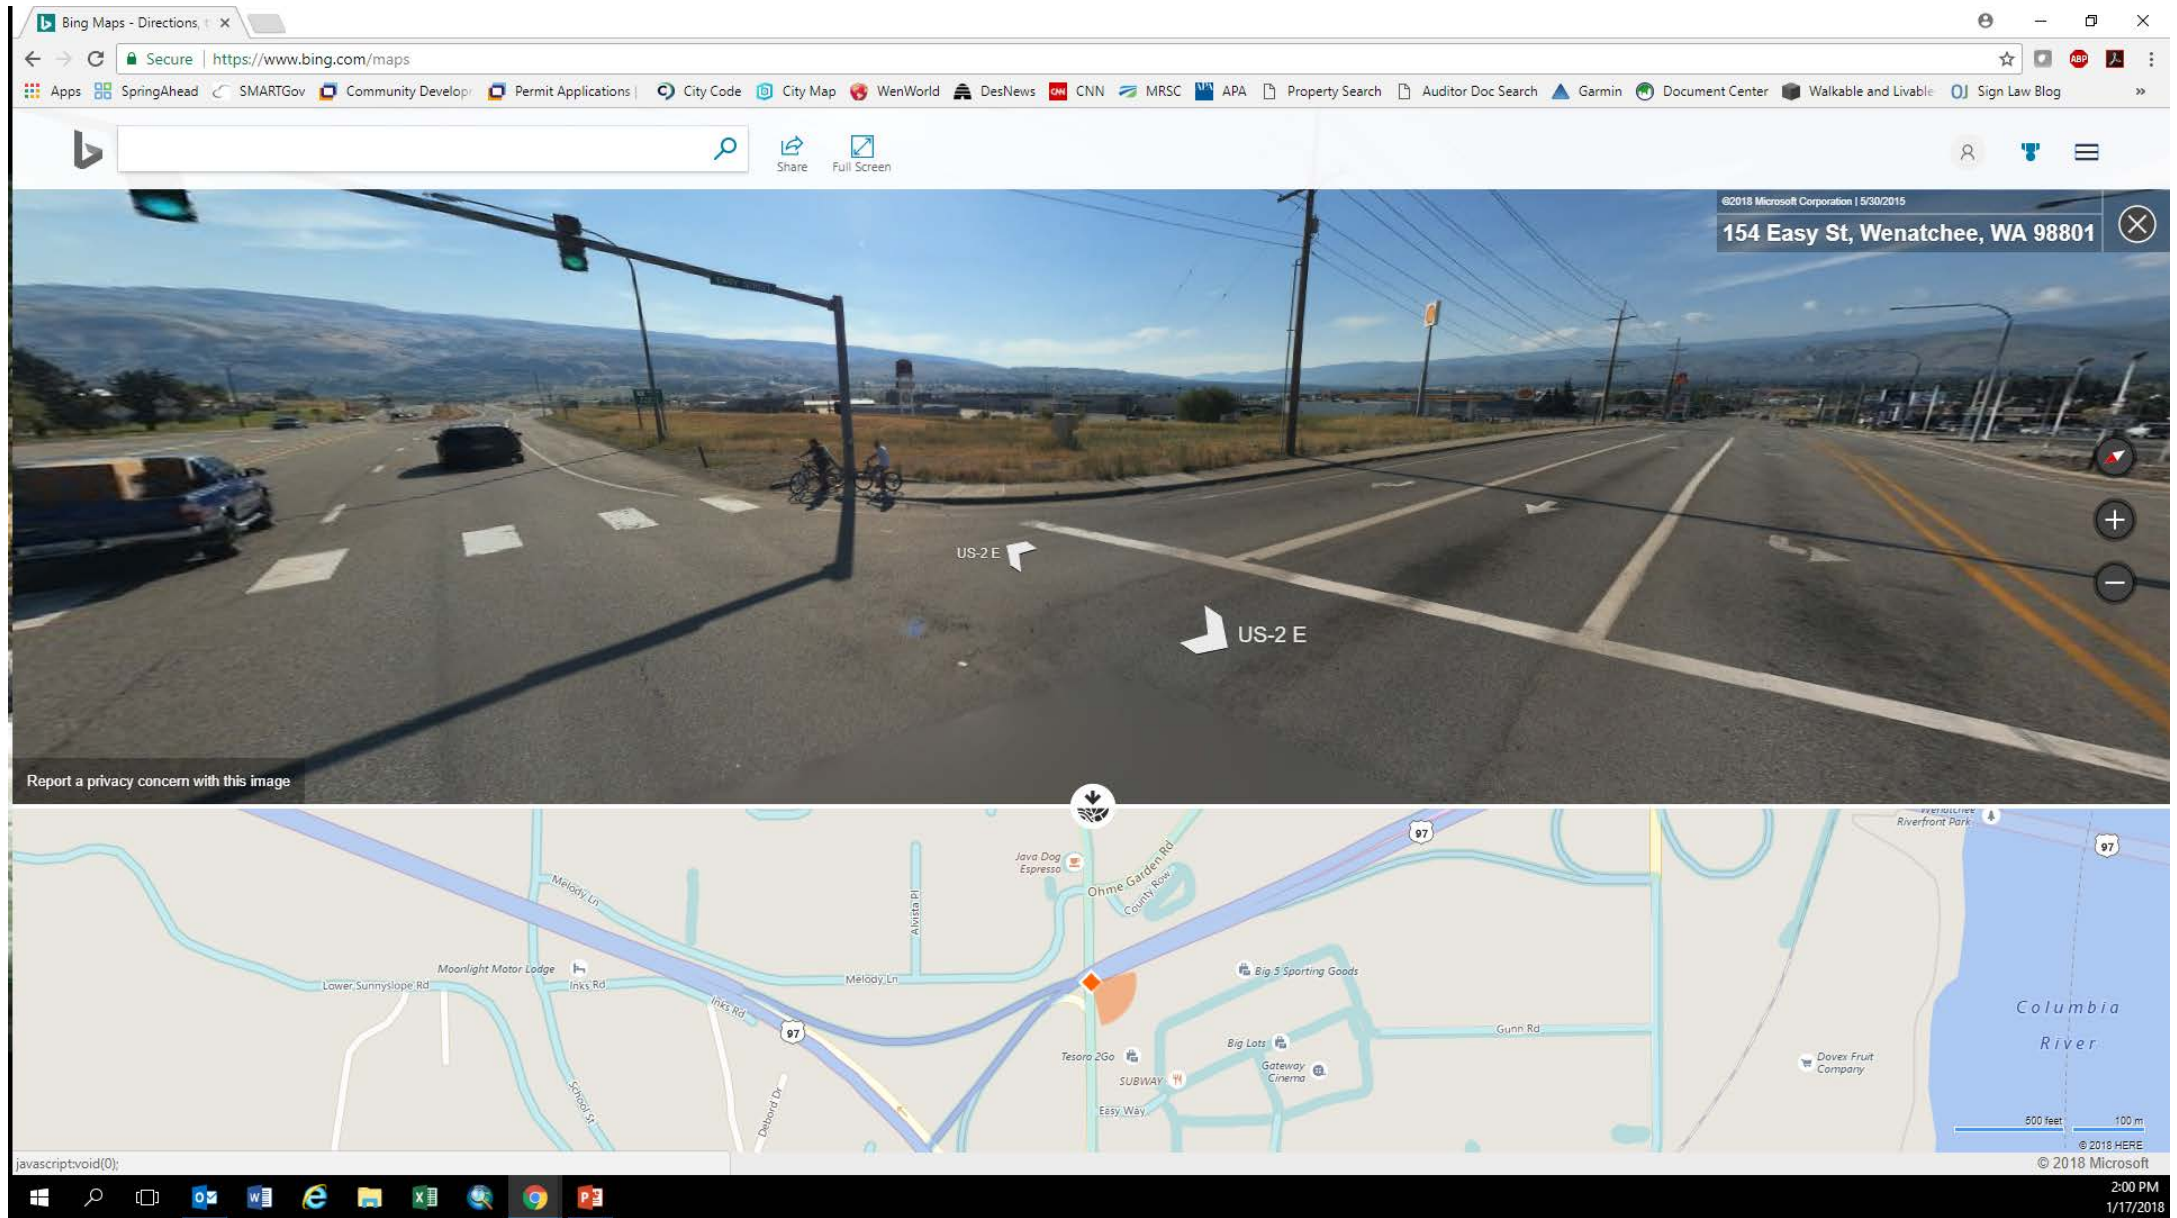 Bing Maps - Directions, t
Secure https://www.bing.com/maps
ABP
Apps SpringAhead SMARTGov Community Develop Permit Applications | City Code City Map WenWorld DesNews CNN MRSC APA Property Search Auditor Doc Search Garmin Document Center Walkable and Livable Sign Law Blog »
Share
Full Screen
©2018 Microsoft Corporation | 5/30/2015
154 Easy St, Wenatchee, WA 98801
EASY STREET
US-2 E
US-2 E
Report a privacy concern with this image
Wenatchee
Riverfront Park
97
97
Java Dog
Espresso
Ohme Garden Rd
County Row
Melody Ln
Alvista Pl
Moonlight Motor Lodge
Lower Sunnyslope Rd
Inks Rd
Melody Ln
Big 5 Sporting Goods
Inks Rd
97
Columbia
River
Gunn Rd
Big Lots
Tesoro 2Go
Gateway
Cinema
Dovex Fruit
Company
SUBWAY
School St
Debord Dr
Easy Way
500 feet 100 m
© 2018 HERE
javascript:void(0);
© 2018 Microsoft
2:00 PM
1/17/2018